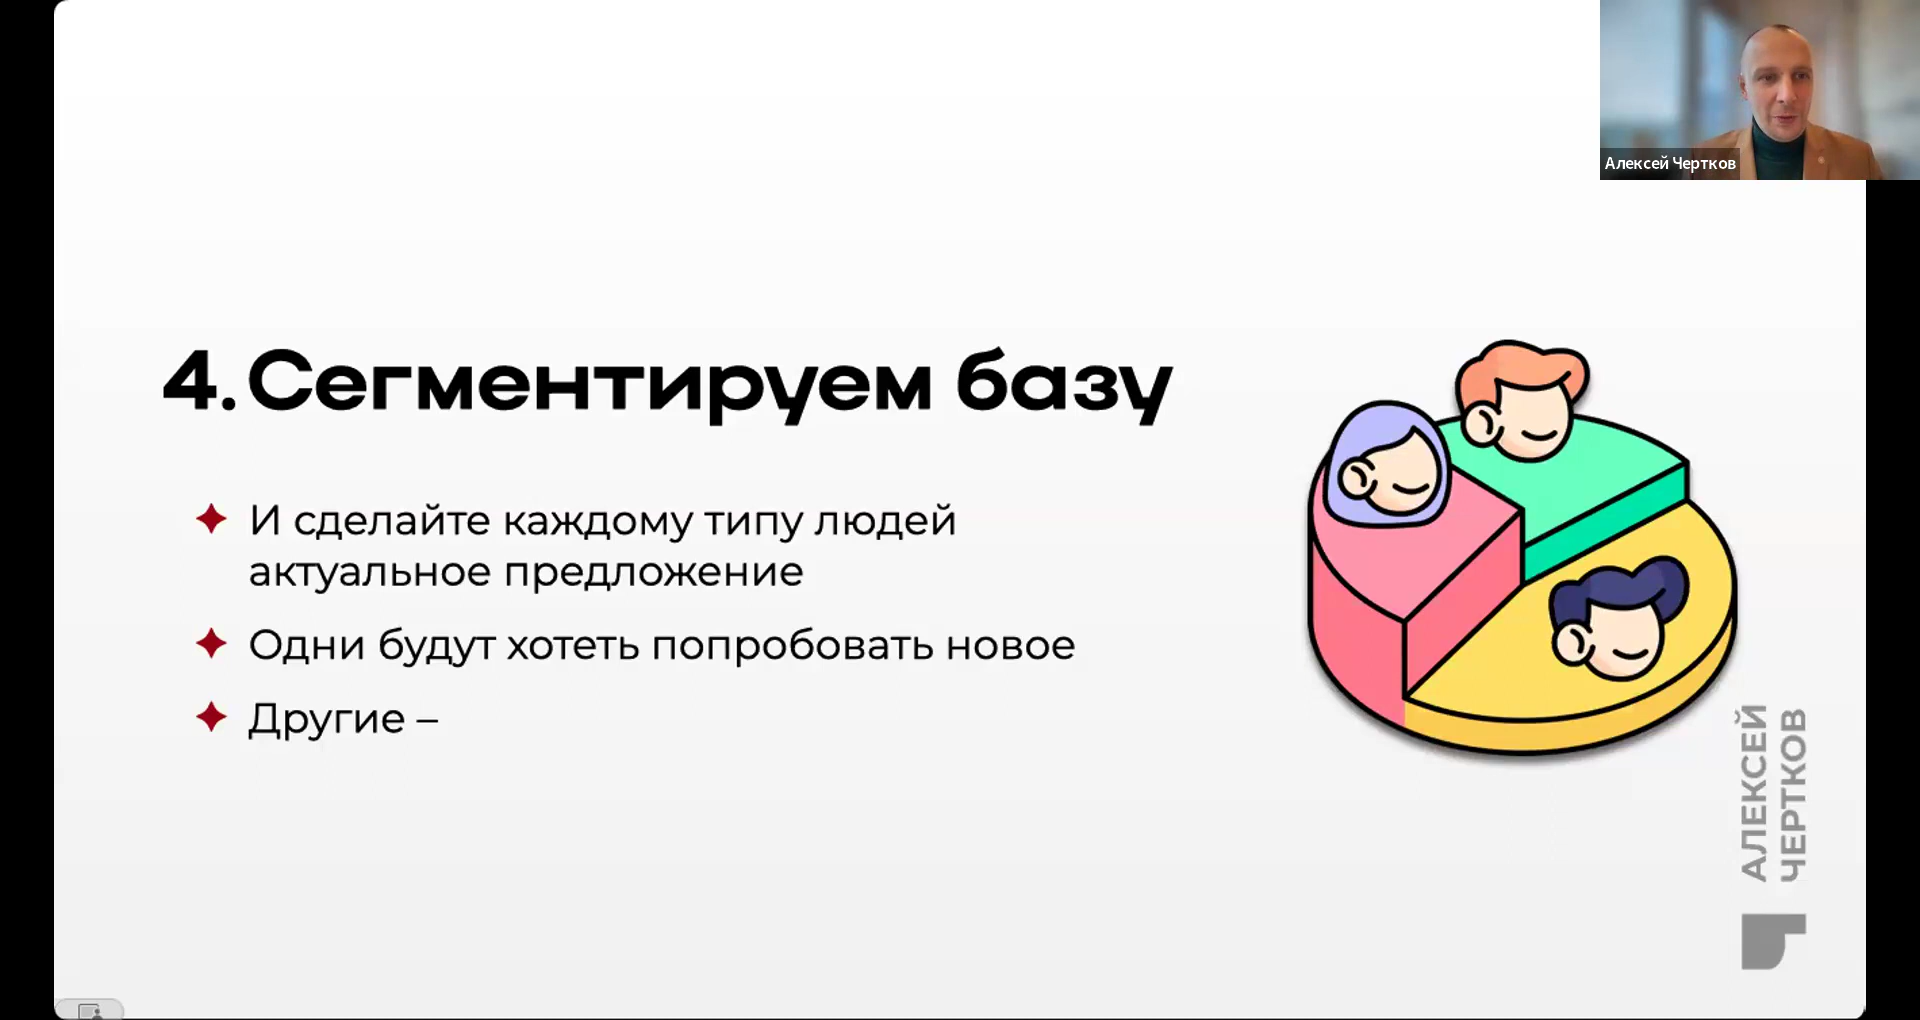 Алексей Чертков
4. Сегментируем базу
И сделайте каждому типу людей
актуальное предложение
Одни будут хотеть попробовать новое
Другие –
АЛЕКСЕЙ
ЧЕРТКОВ